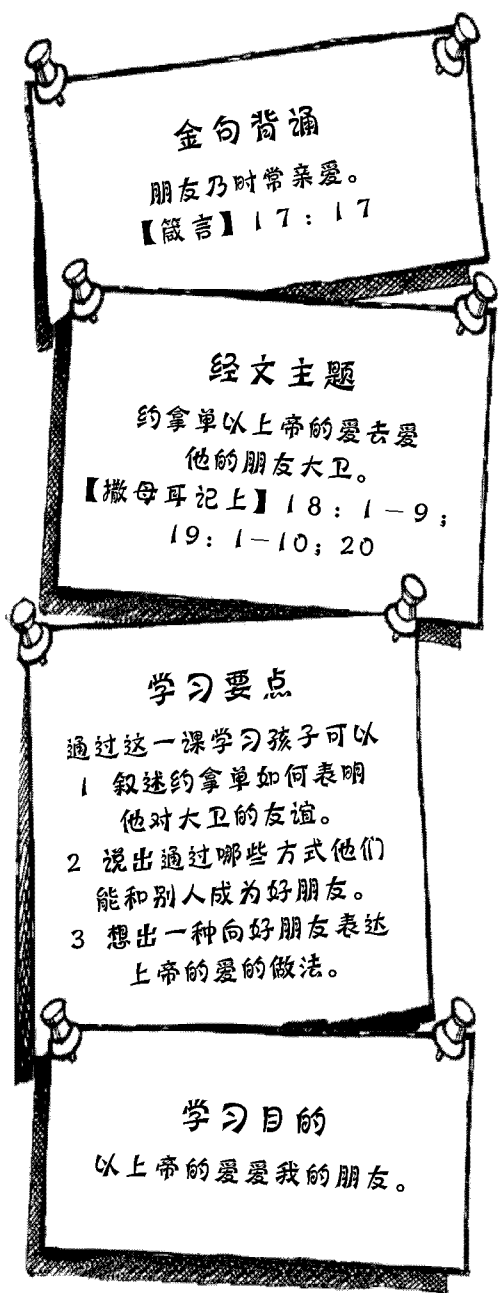 金句背诵
朋友乃时常亲爱。
【箴言】17:17
经文主题
约拿单以上帝的爱去爱
他的朋友大卫。
【撒母耳记上】18:1-9;
19:1-10;20
学习要点
通过这一课学习孩子可以
1 叙述约拿单如何表明
他对大卫的友谊。
2 说出通过哪些方式他们
能和别人成为好朋友。
3 想出一种向好朋友表达
上帝的爱的做法。
学习目的
以上帝的爱爱我的朋友。